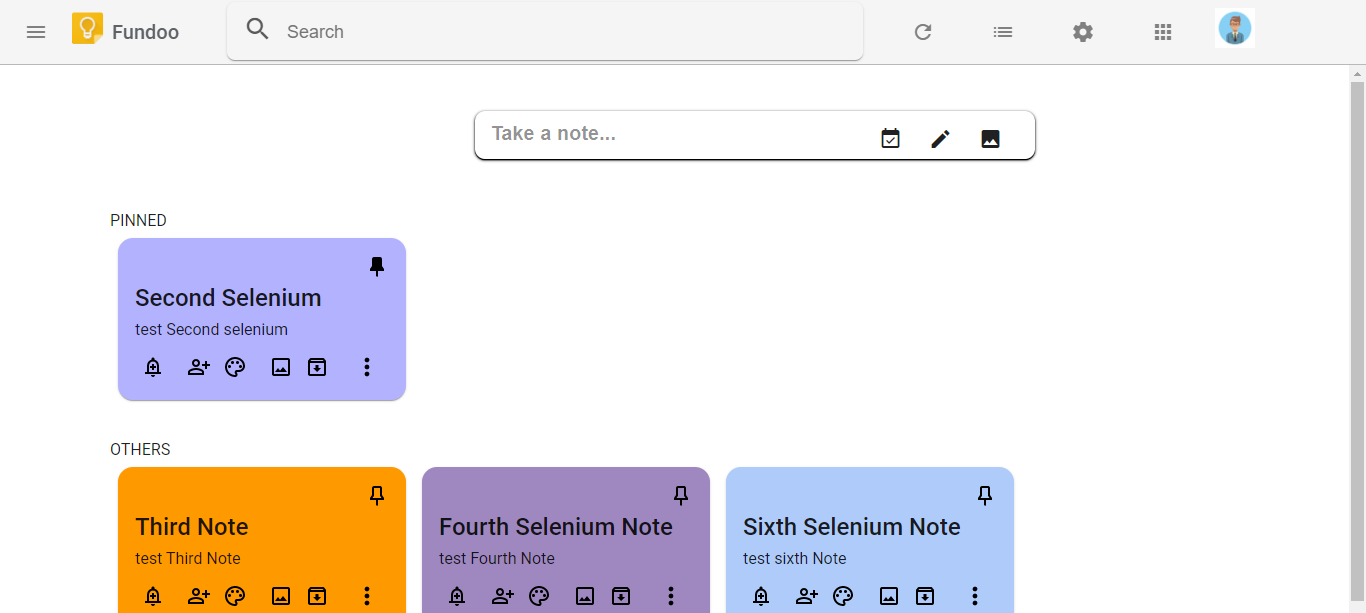 Fundoo
Search
Take a note...
PINNED
Second Selenium
test Second selenium
OTHERS
Third Note
test Third Note
Fourth Selenium Note
test Fourth Note
Sixth Selenium Note
test sixth Note